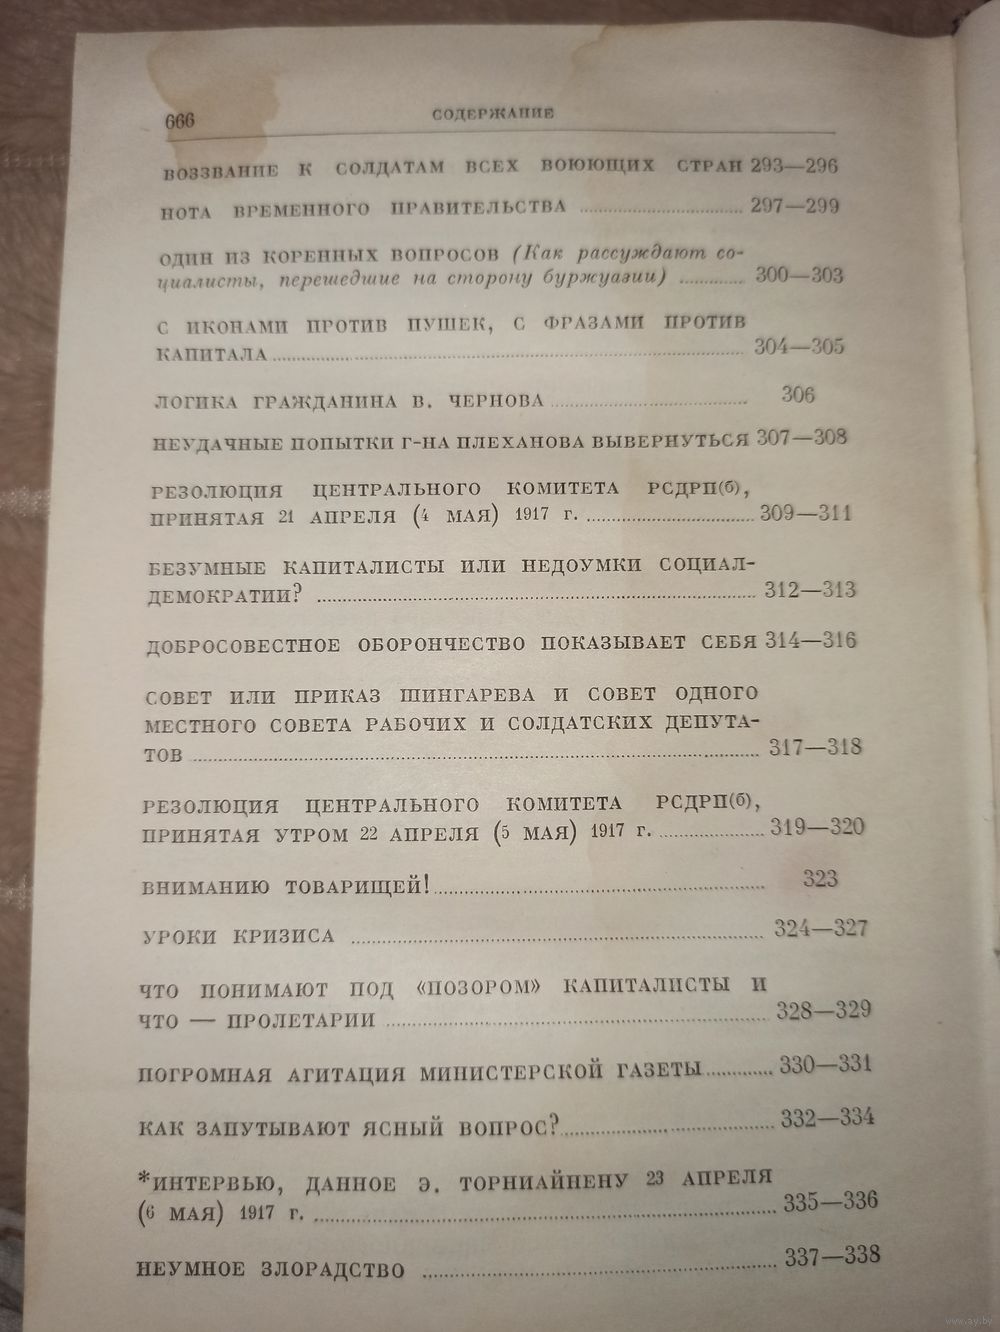 666 СОДЕРЖАНИЕ
ВОЗЗВАНИЕ К СОЛДАТАМ ВСЕХ ВОЮЮЩИХ СТРАН 293—296
НОТА ВРЕМЕННОГО ПРАВИТЕЛЬСТВА 297—299
ОДИН ИЗ КОРЕННЫХ ВОПРОСОВ (Как рассуждают со-
циалисты, перешедшие на сторону буржуазии) 300—303
С ИКОНАМИ ПРОТИВ ПУШЕК, С ФРАЗАМИ ПРОТИВ
КАПИТАЛА 304—305
ЛОГИКА ГРАЖДАНИНА В. ЧЕРНОВА 306
НЕУДАЧНЫЕ ПОПЫТКИ Г-НА ПЛЕХАНОВА ВЫВЕРНУТЬСЯ 307—308
РЕЗОЛЮЦИЯ ЦЕНТРАЛЬНОГО КОМИТЕТА РСДРП(б),
ПРИНЯТАЯ 21 АПРЕЛЯ (4 МАЯ) 1917 г. 309—311
БЕЗУМНЫЕ КАПИТАЛИСТЫ ИЛИ НЕДОУМКИ СОЦИАЛ-
ДЕМОКРАТИИ? 312—313
ДОБРОСОВЕСТНОЕ ОБОРОНЧЕСТВО ПОКАЗЫВАЕТ СЕБЯ 314—316
СОВЕТ ИЛИ ПРИКАЗ ШИНГАРЕВА И СОВЕТ ОДНОГО
МЕСТНОГО СОВЕТА РАБОЧИХ И СОЛДАТСКИХ ДЕПУТА-
ТОВ 317—318
РЕЗОЛЮЦИЯ ЦЕНТРАЛЬНОГО КОМИТЕТА РСДРП(б),
ПРИНЯТАЯ УТРОМ 22 АПРЕЛЯ (5 МАЯ) 1917 г. 319—320
ВНИМАНИЮ ТОВАРИЩЕЙ! 323
УРОКИ КРИЗИСА 324—327
ЧТО ПОНИМАЮТ ПОД «ПОЗОРОМ» КАПИТАЛИСТЫ И
ЧТО — ПРОЛЕТАРИИ 328—329
ПОГРОМНАЯ АГИТАЦИЯ МИНИСТЕРСКОЙ ГАЗЕТЫ 330—331
КАК ЗАПУТЫВАЮТ ЯСНЫЙ ВОПРОС? 332—334
*ИНТЕРВЬЮ, ДАННОЕ Э. ТОРНИАЙНЕНУ 23 АПРЕЛЯ
(6 МАЯ) 1917 г. 335—336
НЕУМНОЕ ЗЛОРАДСТВО 337—338
www.ay.by